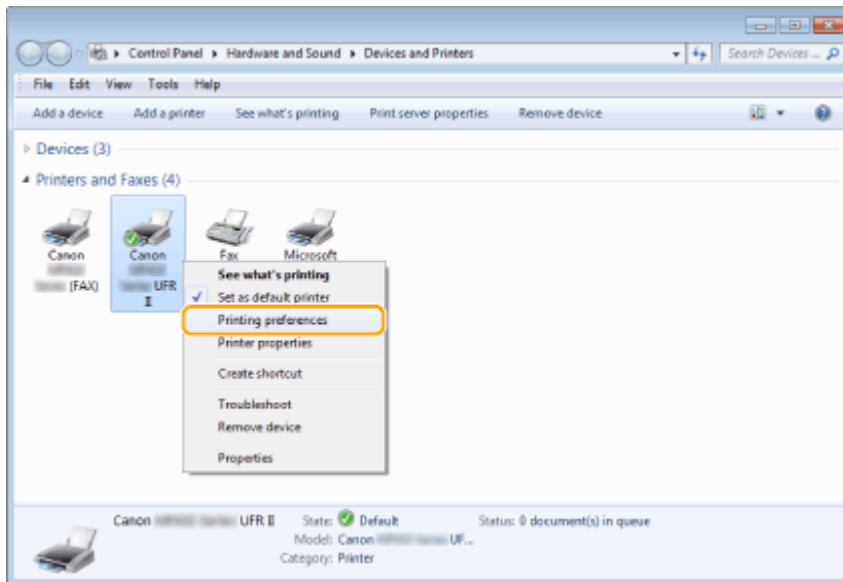 Control Panel ▸ Hardware and Sound ▸ Devices and Printers
Search Devices ...
File Edit View Tools Help
Add a device Add a printer See what's printing Print server properties Remove device
Devices (3)
Printers and Faxes (4)
Canon
(FAX)
Canon
UFR
II
Fax
Microsoft
See what's printing
Set as default printer
Printing preferences
Printer properties
Create shortcut
Troubleshoot
Remove device
Properties
Canon UFR II State: Default Status: 0 document(s) in queue
Model: Canon UF...
Category: Printer